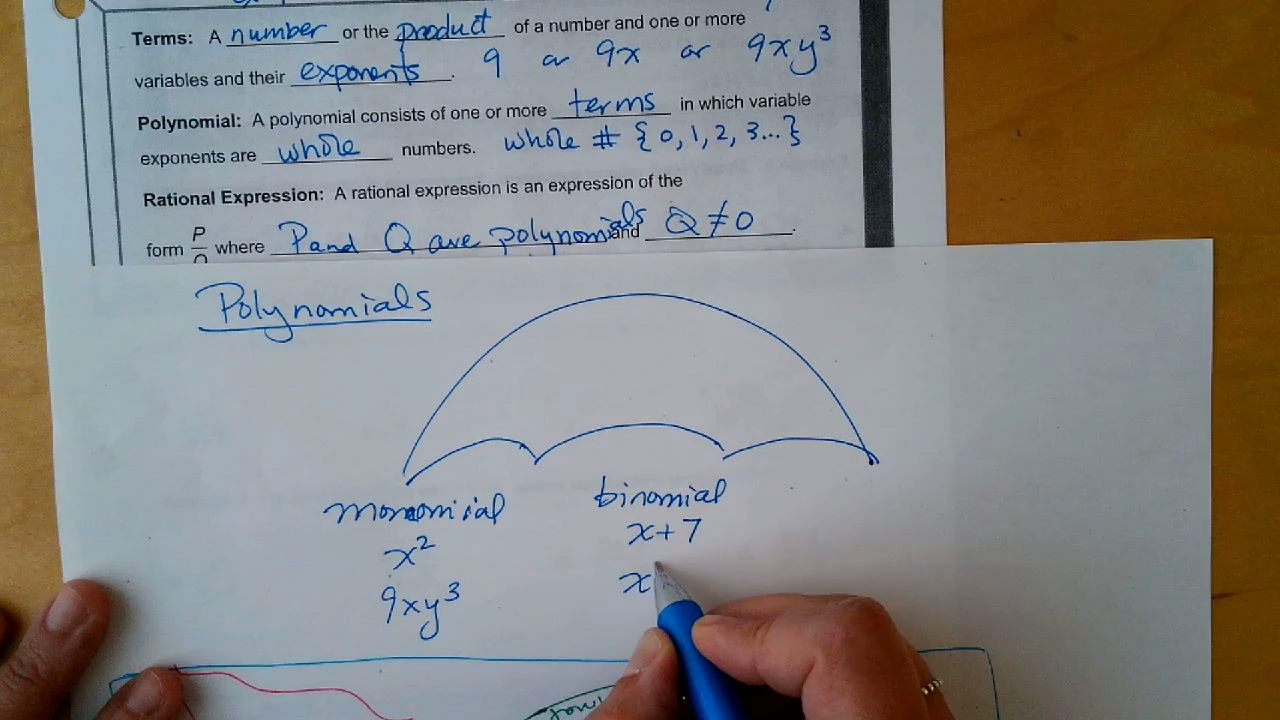 Terms: A number or the product of a number and one or more
variables and their exponents. 9 or 9x or 9xy³
Polynomial: A polynomial consists of one or more terms in which variable
exponents are whole numbers. whole # {0, 1, 2, 3...}
Rational Expression: A rational expression is an expression of the
form P/Q where P and Q are polynomials and Q ≠ 0.
Polynomials
monomial binomial
x² x+7
9xy³ x